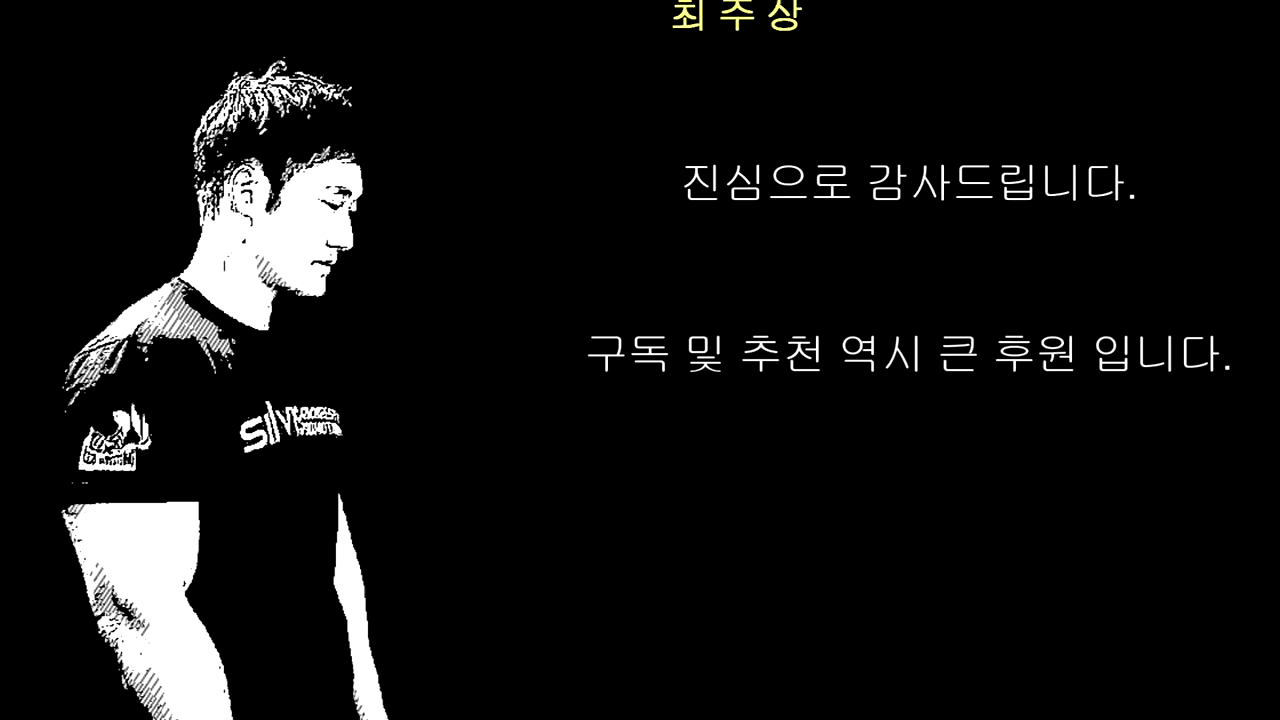 최 주 상
진심으로 감사드립니다.
구독 및 추천 역시 큰 후원 입니다.